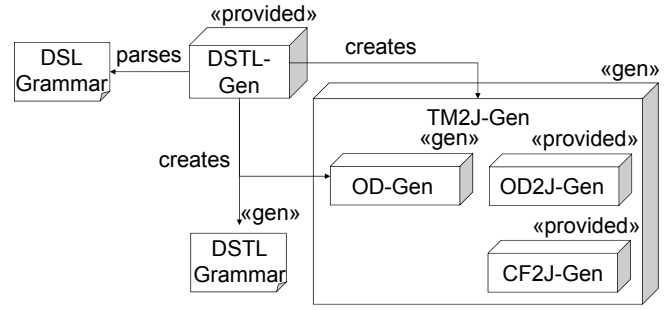 «provided»
DSL
Grammar
parses
DSTL-
Gen
creates
«gen»
TM2J-Gen
«gen»
OD-Gen
«provided»
OD2J-Gen
creates
«gen»
DSTL
Grammar
«provided»
CF2J-Gen